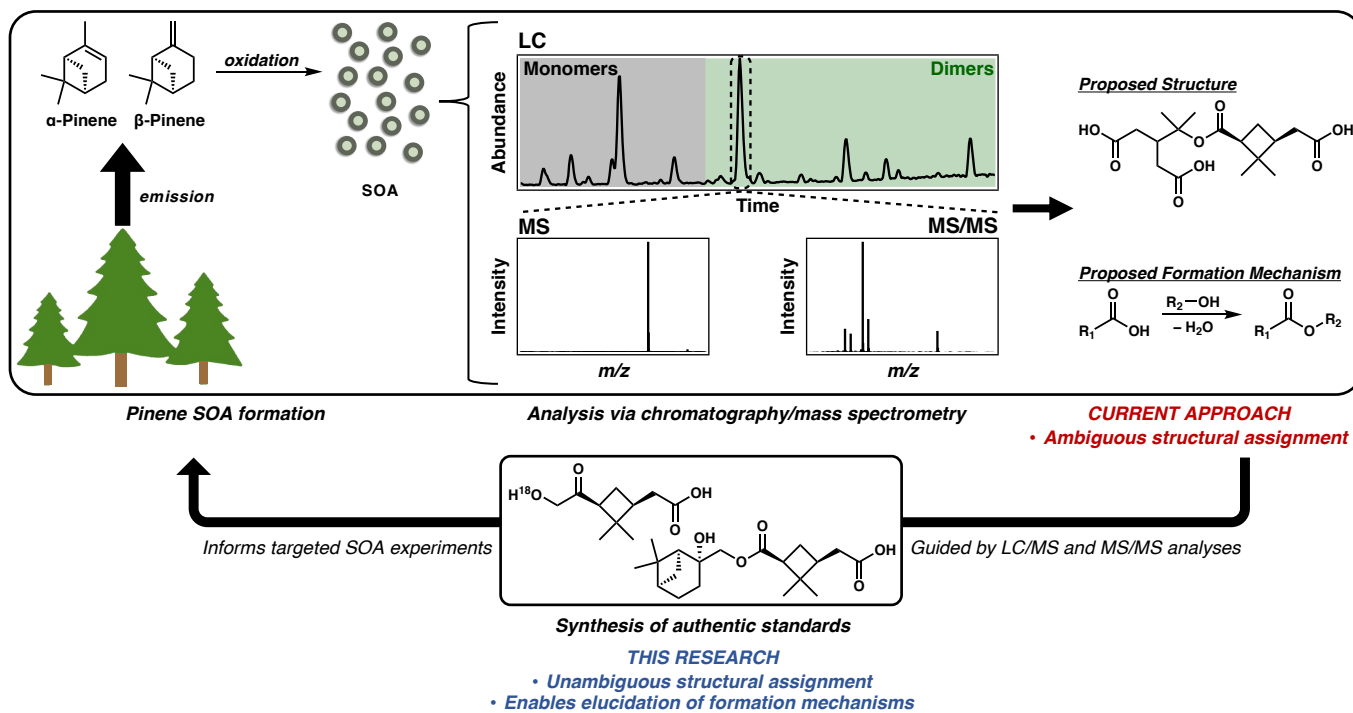 α-Pinene
β-Pinene
oxidation
SOA
emission
LC
Monomers
Dimers
Abundance
Time
MS
MS/MS
Intensity
m/z
Intensity
m/z
Proposed Structure
HO
O
O
OH
O
O
OH
O
Proposed Formation Mechanism
R1
O
OH
R2—OH
– H2O
R1
O
O
R2
Pinene SOA formation
Analysis via chromatography/mass spectrometry
CURRENT APPROACH
• Ambiguous structural assignment
H18O
O
OH
O
OH
O
O
OH
O
Informs targeted SOA experiments
Guided by LC/MS and MS/MS analyses
Synthesis of authentic standards
THIS RESEARCH
• Unambiguous structural assignment
• Enables elucidation of formation mechanisms